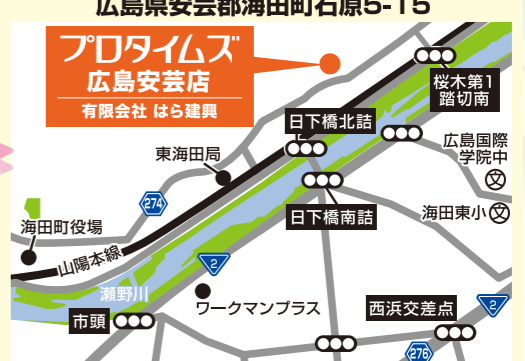 広島県安芸郡海田町石原5-15
プロタイムズ
広島安芸店
有限会社 はら建興
桜木第1
踏切南
日下橋北詰
広島国際
学院中
文
東海田局
274
日下橋南詰
海田東小
文
海田町役場
山陽本線
2
瀬野川
ワークマンプラス
市頭
西浜交差点
2
276